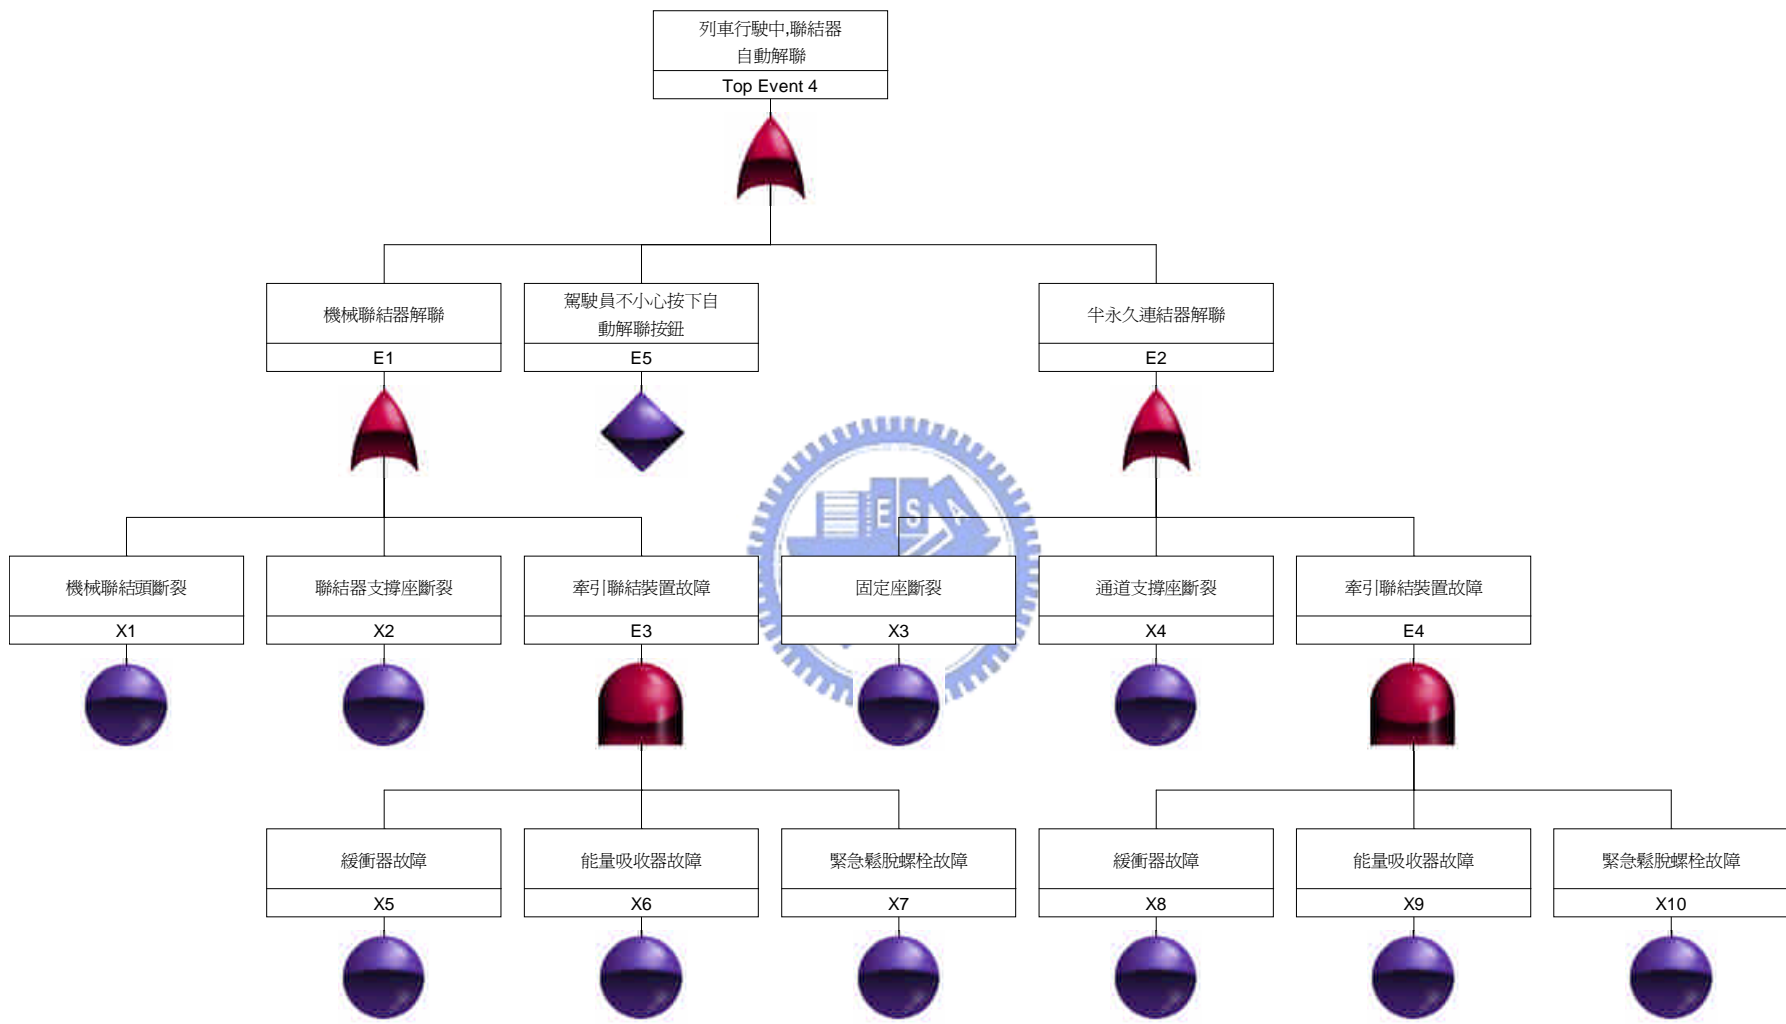 列車行駛中,聯結器
自動解聯
Top Event 4
機械聯結器解聯
E1
駕駛員不小心按下自
動解聯按鈕
E5
半永久連結器解聯
E2
機械聯結頭斷裂
X1
聯結器支撐座斷裂
X2
牽引聯結裝置故障
E3
固定座斷裂
X3
通道支撐座斷裂
X4
牽引聯結裝置故障
E4
緩衝器故障
X5
能量吸收器故障
X6
緊急鬆脫螺栓故障
X7
緩衝器故障
X8
能量吸收器故障
X9
緊急鬆脫螺栓故障
X10
ESA